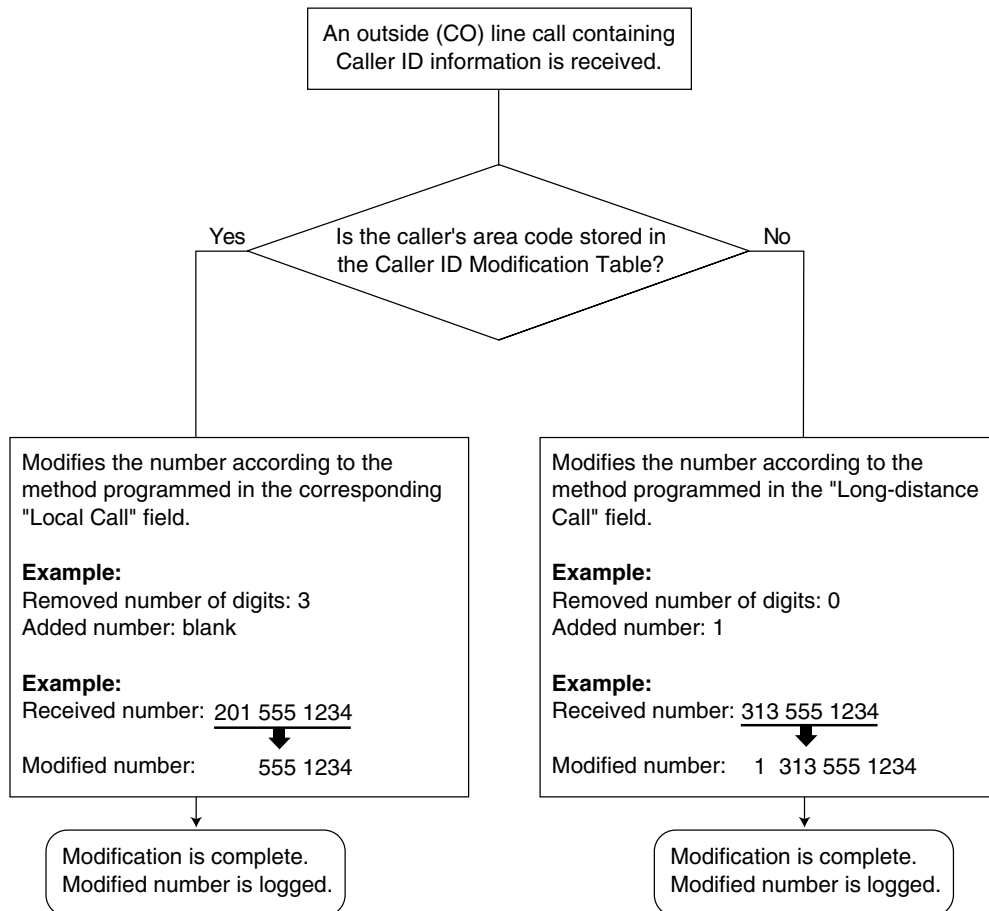 An outside (CO) line call containing
Caller ID information is received.
Yes
Is the caller's area code stored in
the Caller ID Modification Table?
No
Modifies the number according to the
method programmed in the corresponding
"Local Call" field.
Example:
Removed number of digits: 3
Added number: blank
Example:
Received number: 201 555 1234
Modified number: 555 1234
Modification is complete.
Modified number is logged.
Modifies the number according to the
method programmed in the "Long-distance
Call" field.
Example:
Removed number of digits: 0
Added number: 1
Example:
Received number: 313 555 1234
Modified number: 1 313 555 1234
Modification is complete.
Modified number is logged.